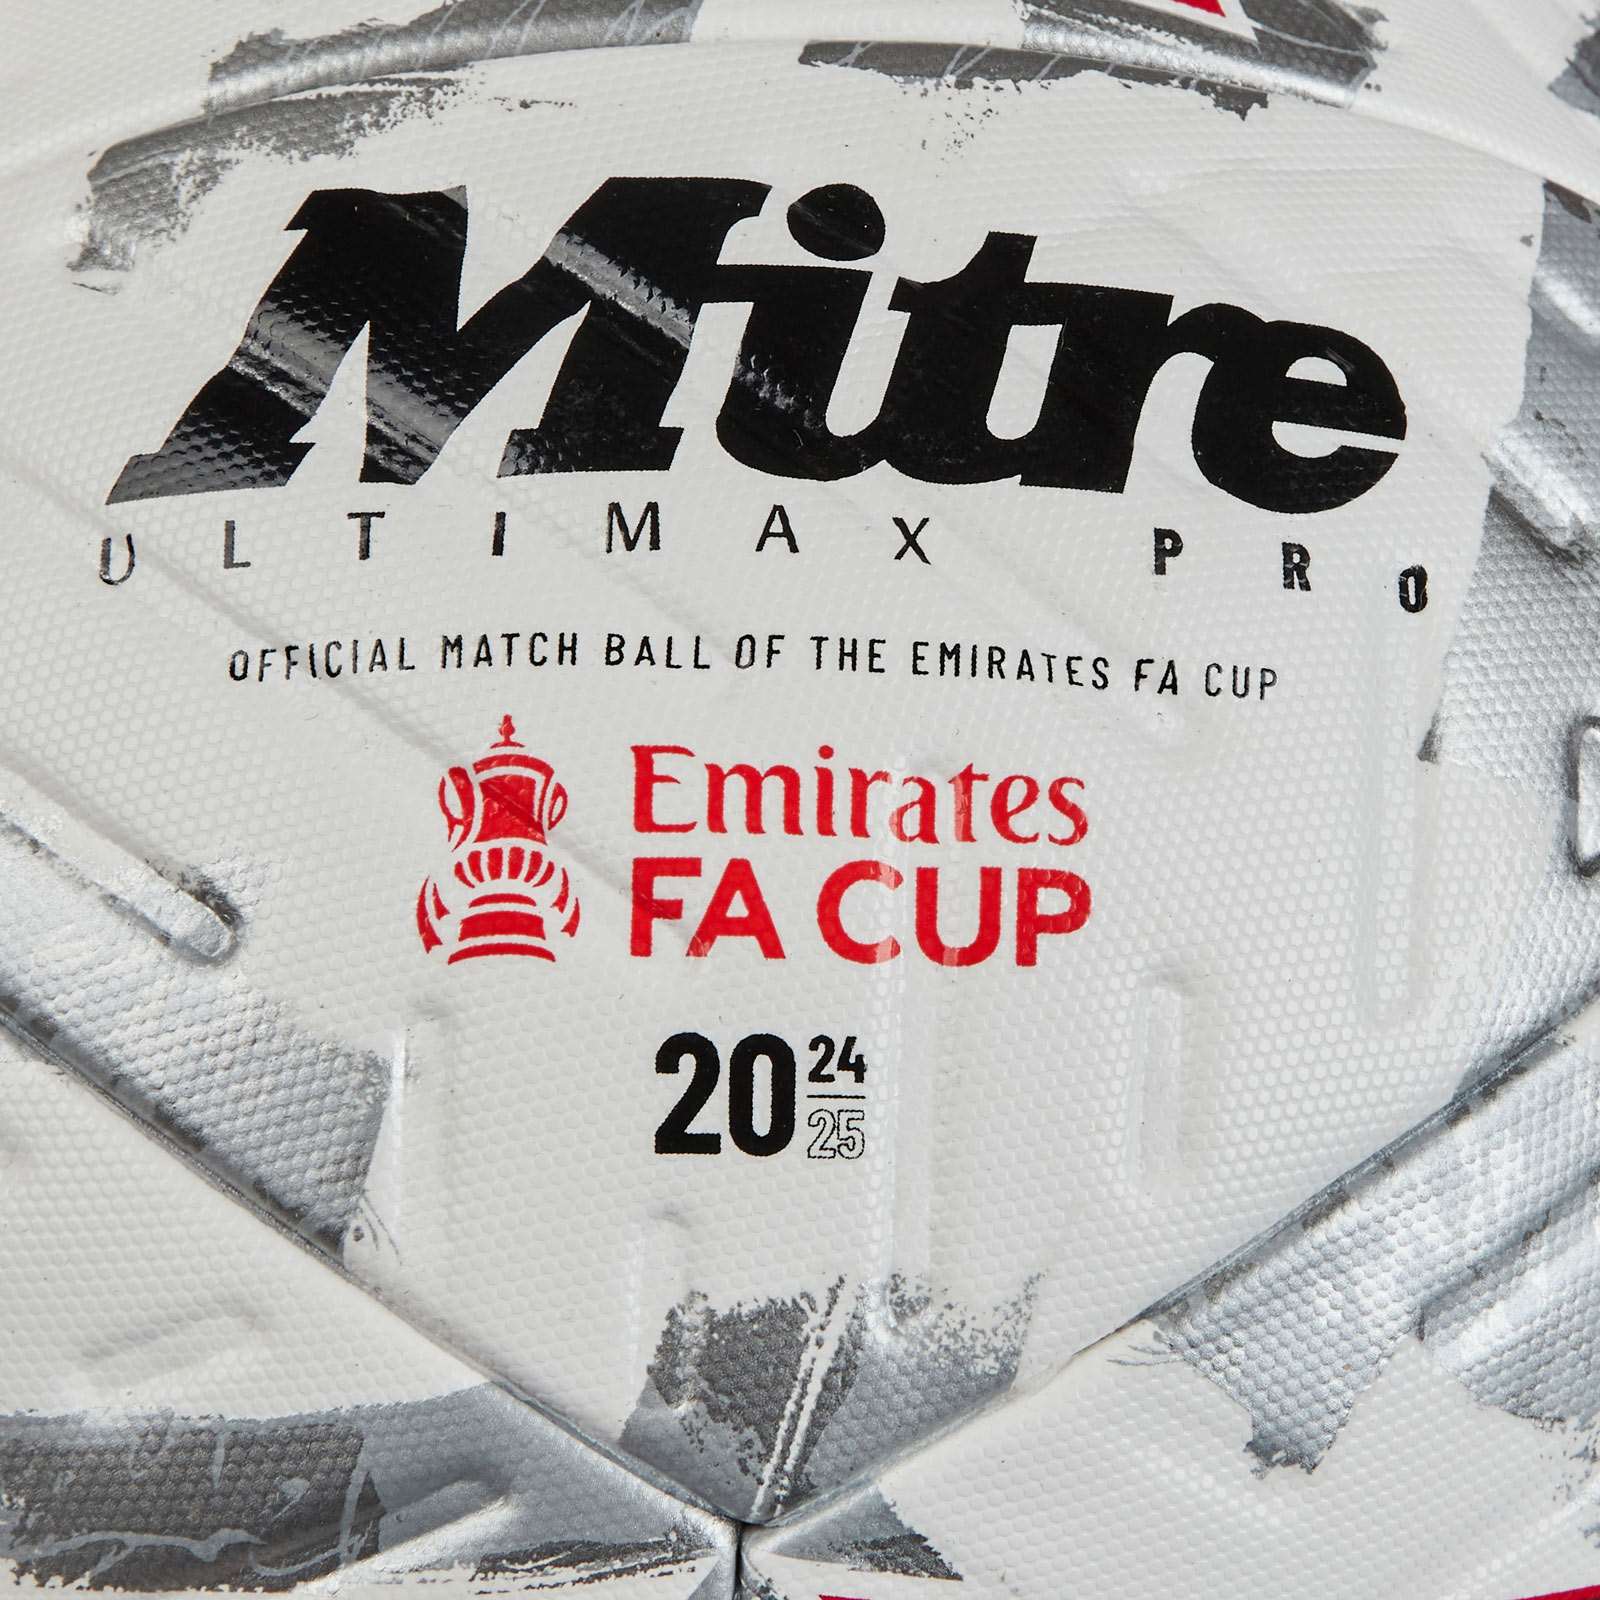 Mitre
ULTIMAX PRO
OFFICIAL MATCH BALL OF THE EMIRATES FA CUP
Emirates
FA CUP
20 24
25